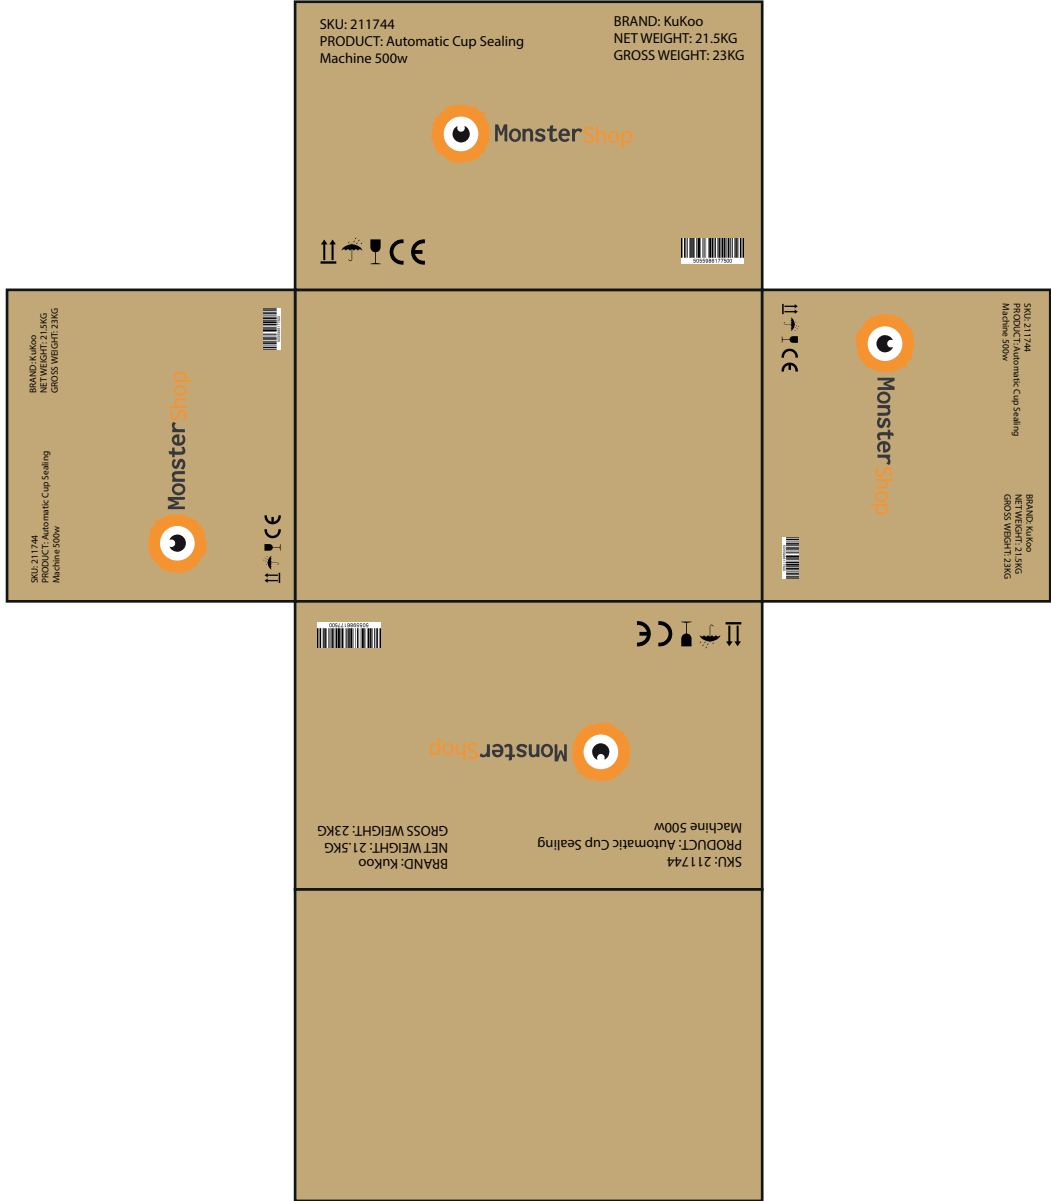 SKU: 211744
PRODUCT: Automatic Cup Sealing
Machine 500w
BRAND: KuKoo
NET WEIGHT: 21.5KG
GROSS WEIGHT: 23KG
MonsterShop
CE
5055986177500
BRAND: KuKoo
NET WEIGHT: 21.5KG
GROSS WEIGHT: 23KG
SKU: 211744
PRODUCT: Automatic Cup Sealing
Machine 500w
MonsterShop
CE
SKU: 211744
PRODUCT: Automatic Cup Sealing
Machine 500w
BRAND: KuKoo
NET WEIGHT: 21.5KG
GROSS WEIGHT: 23KG
MonsterShop
CE
SKU: 211744
PRODUCT: Automatic Cup Sealing
Machine 500w
BRAND: KuKoo
NET WEIGHT: 21.5KG
GROSS WEIGHT: 23KG
MonsterShop
CE
5055986177500